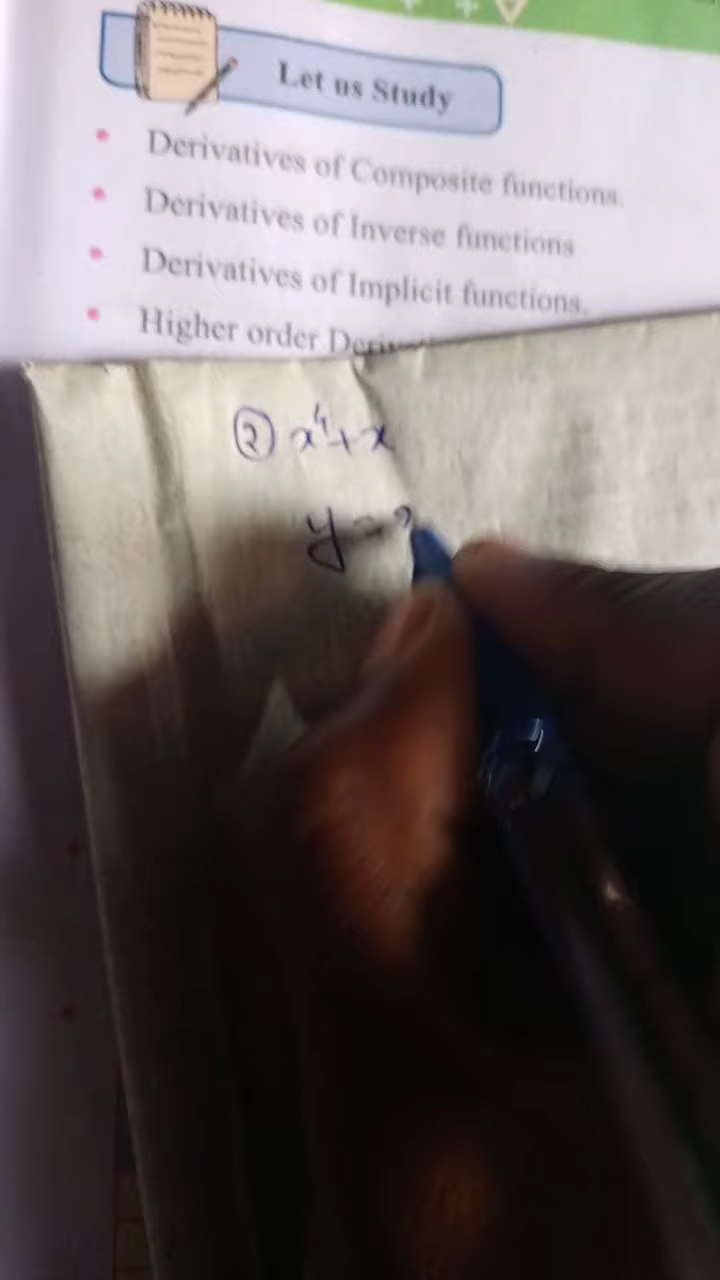 Let us Study
• Derivatives of Composite functions.
• Derivatives of Inverse functions
• Derivatives of Implicit functions.
• Higher order
② x⁴+x
y =